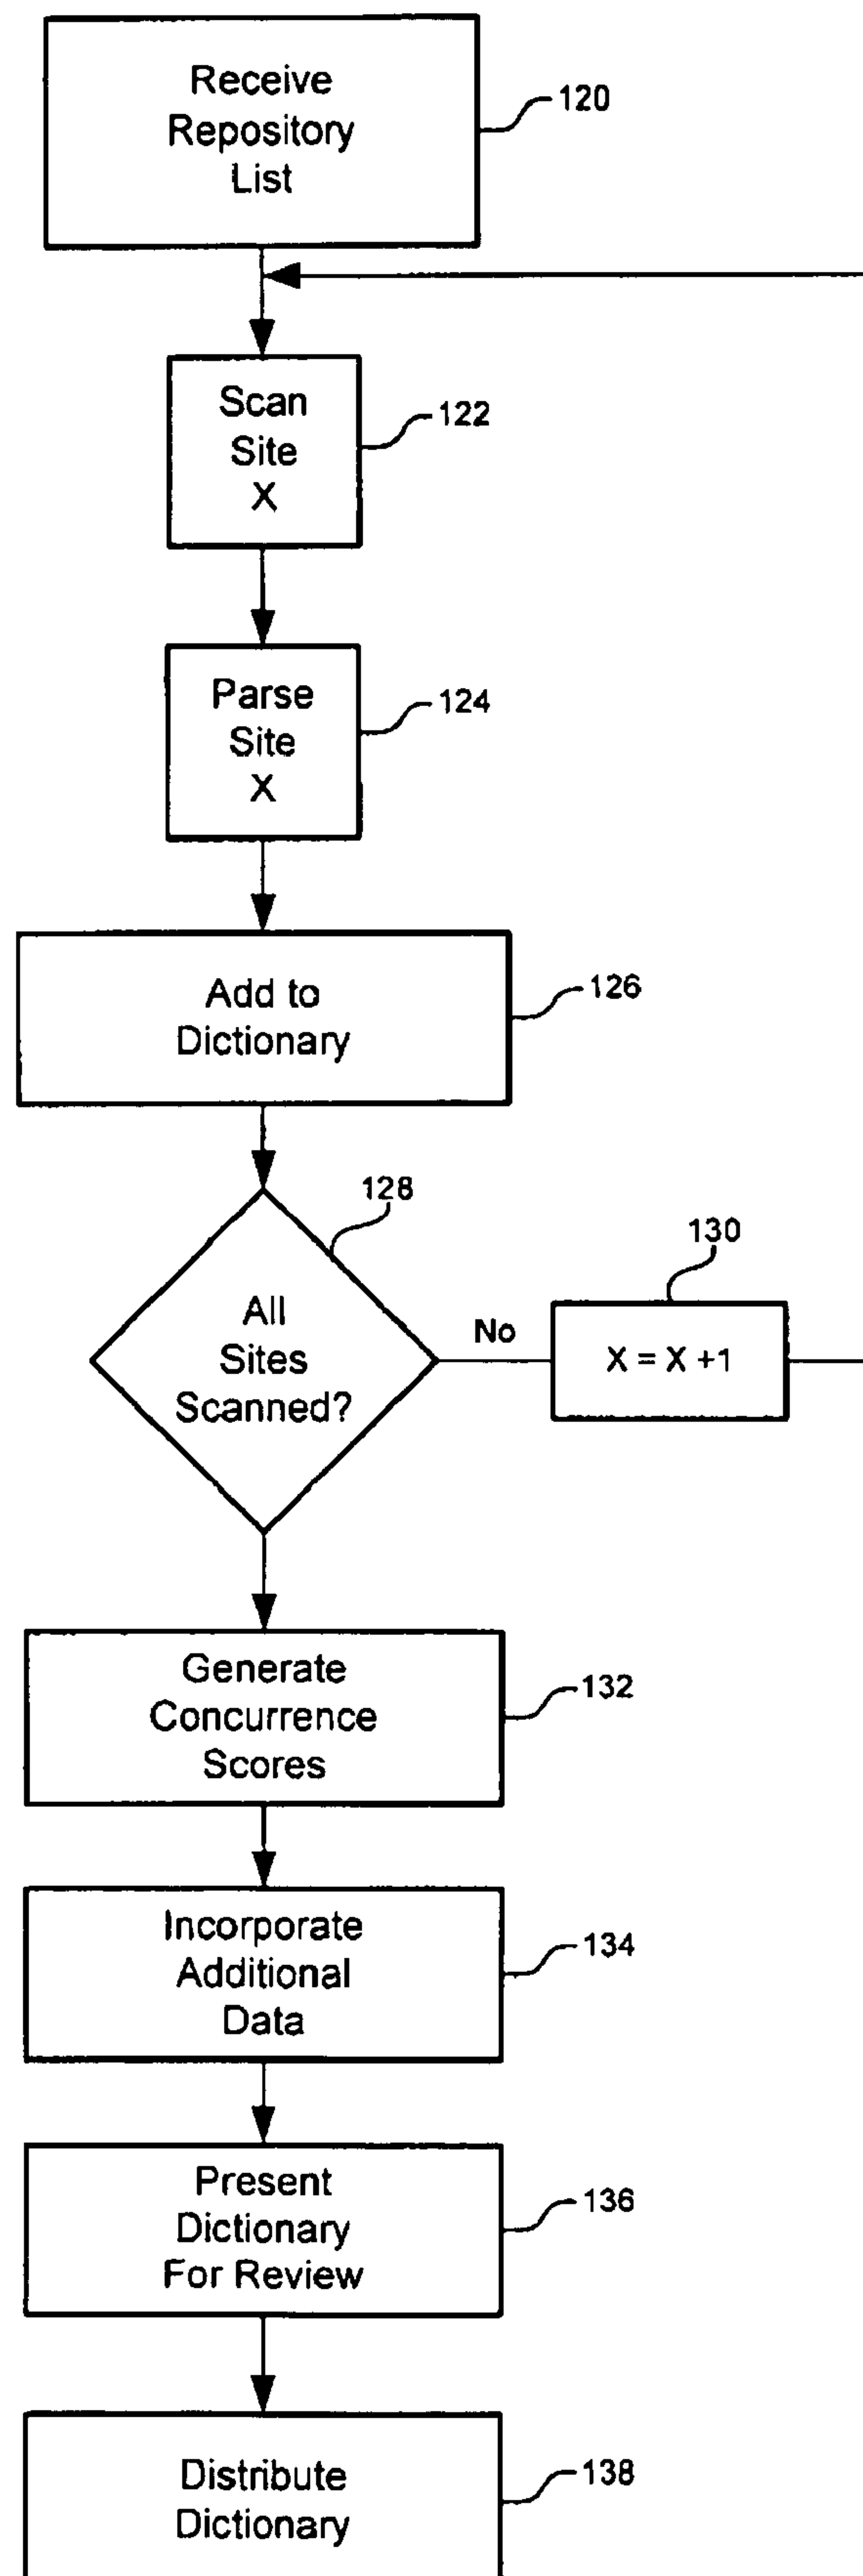 Receive
Repository
List
120
Scan
Site
X
122
Parse
Site
X
124
Add to
Dictionary
126
128
All
Sites
Scanned?
No
130
X = X +1
Generate
Concurrence
Scores
132
Incorporate
Additional
Data
134
Present
Dictionary
For Review
136
Distribute
Dictionary
138